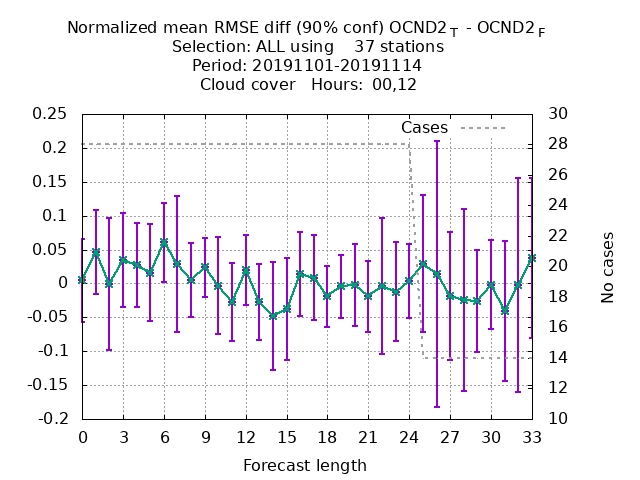 Normalized mean RMSE diff (90% conf) OCND2 T - OCND2 F
Selection: ALL using 37 stations
Period: 20191101-20191114
Cloud cover Hours: 00,12
Cases
0.25
0.2
0.15
0.1
0.05
0
-0.05
-0.1
-0.15
-0.2
30
28
26
24
22
20
18
16
14
12
10
No cases
0 3 6 9 12 15 18 21 24 27 30 33
Forecast length